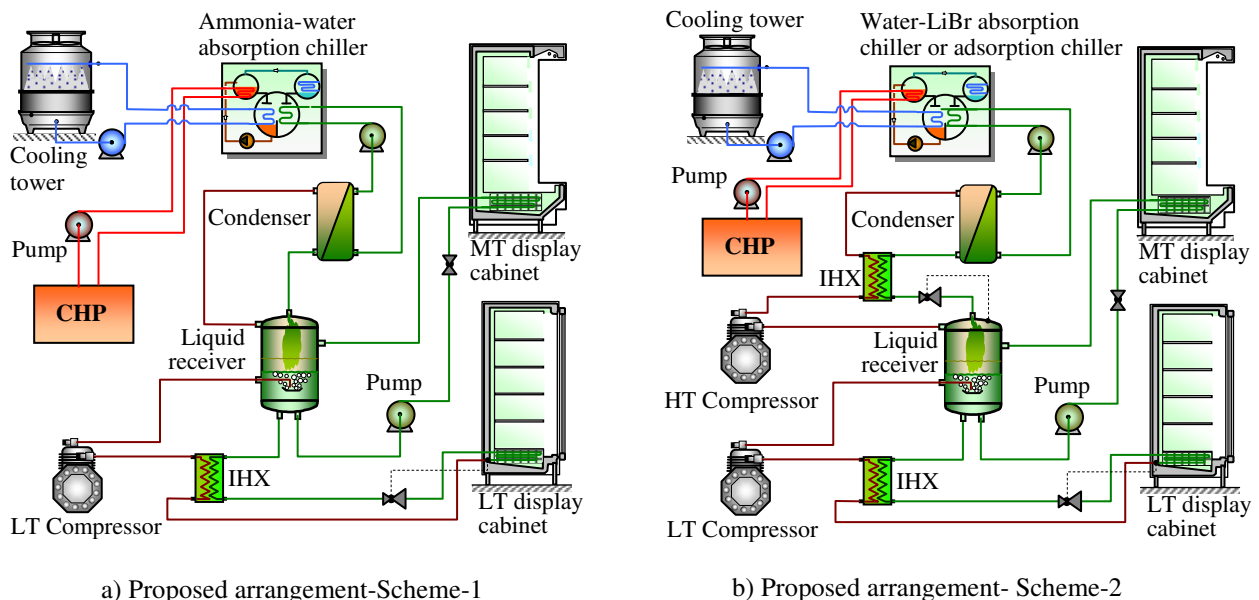 Ammonia-water
absorption chiller
Cooling
tower
Condenser
Pump
CHP
MT display
cabinet
Liquid
receiver
Pump
IHX
LT Compressor
LT display
cabinet
a) Proposed arrangement-Scheme-1
Water-LiBr absorption
chiller or adsorption chiller
Cooling
tower
Pump
Condenser
CHP
IHX
MT display
cabinet
Liquid
receiver
HT Compressor
Pump
IHX
LT Compressor
LT display
cabinet
b) Proposed arrangement- Scheme-2